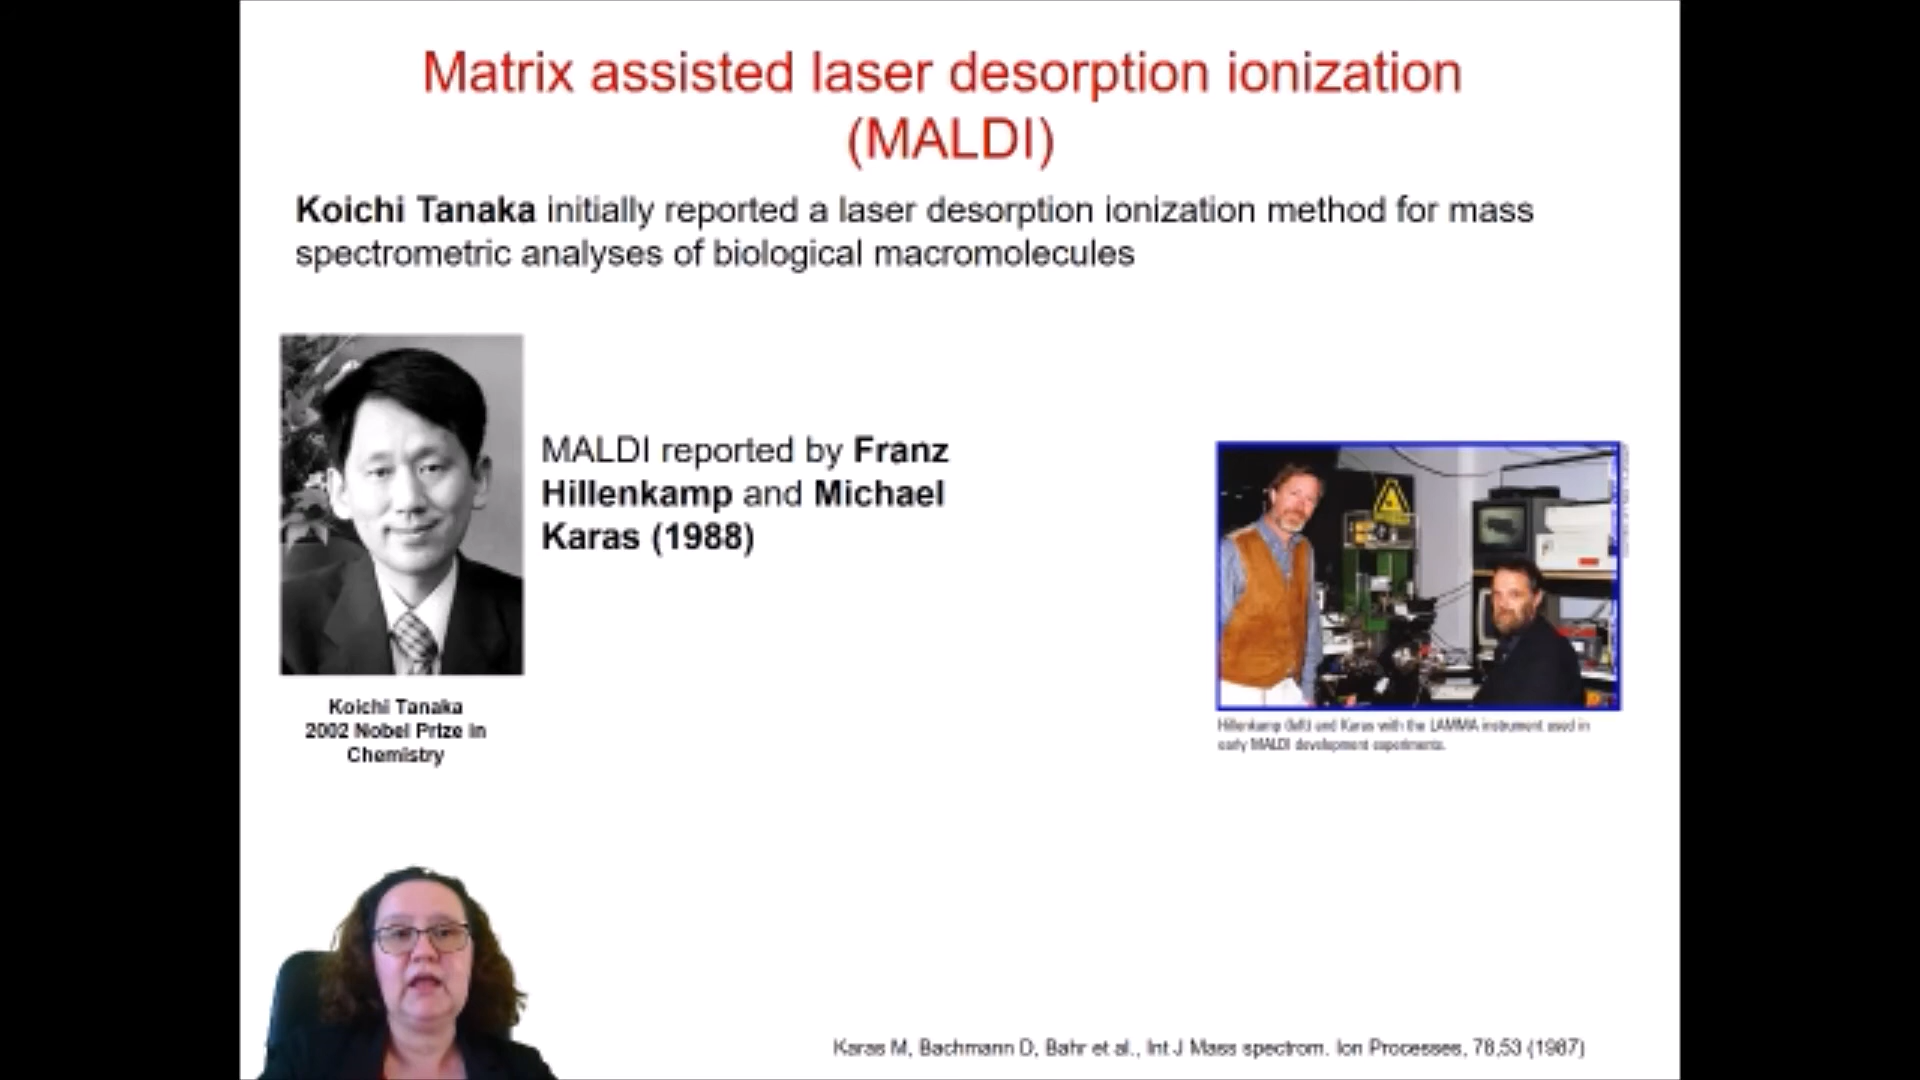 Matrix assisted laser desorption ionization
(MALDI)
Koichi Tanaka initially reported a laser desorption ionization method for mass
spectrometric analyses of biological macromolecules
MALDI reported by Franz
Hillenkamp and Michael
Karas (1988)
Koichi Tanaka
2002 Nobel Prize in
Chemistry
Hillenkamp (left) and Karas with the LAMMA instrument used in
early MALDI development experiments.
Karas M, Bachmann D, Bahr et al., Int J Mass spectrom. Ion Processes, 78,53 (1987)